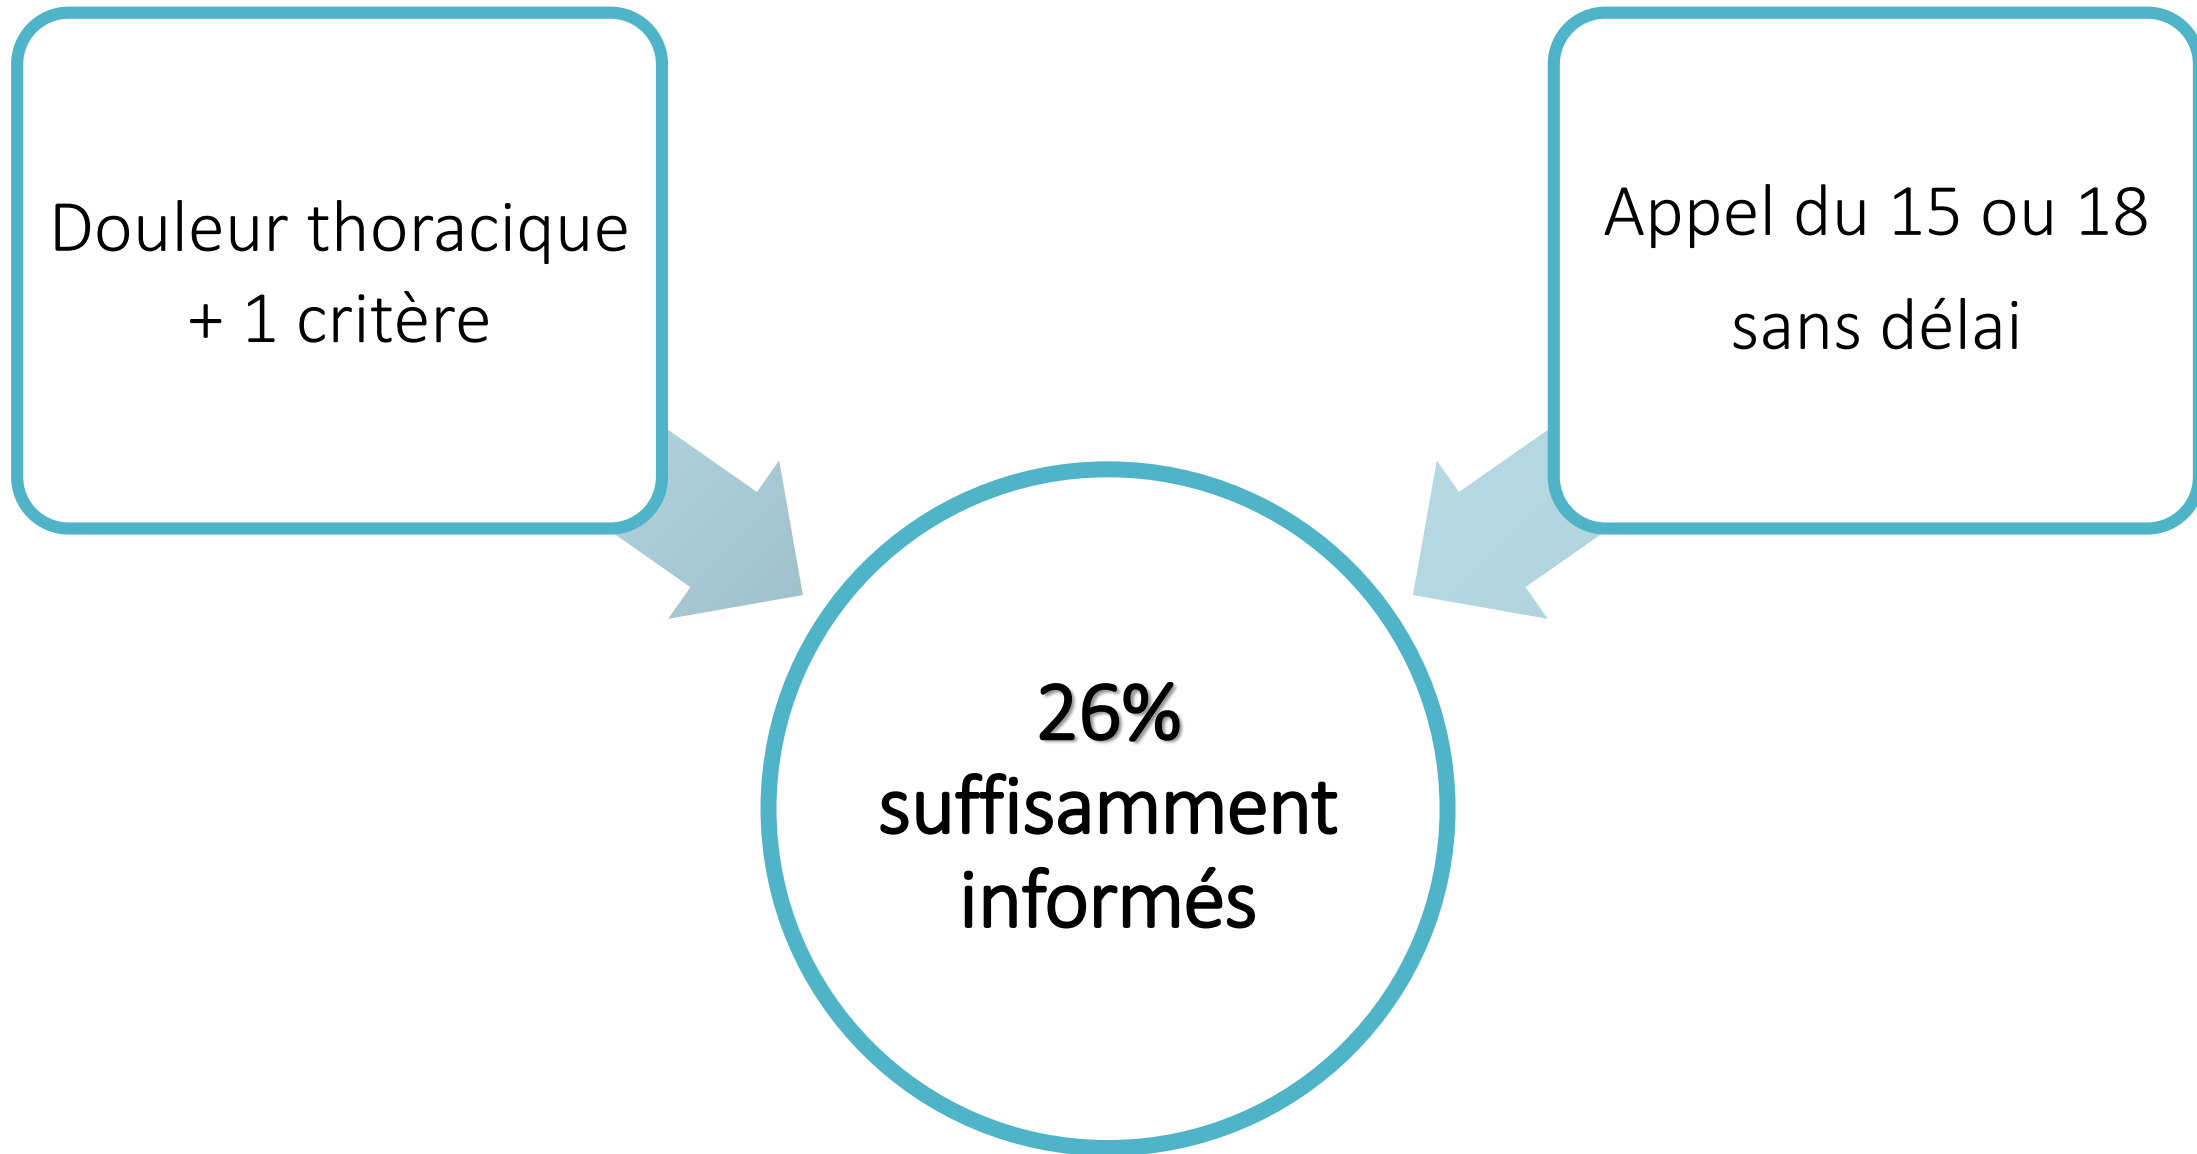 Douleur thoracique
+ 1 critère
Appel du 15 ou 18
sans délai
26%
suffisamment
informés